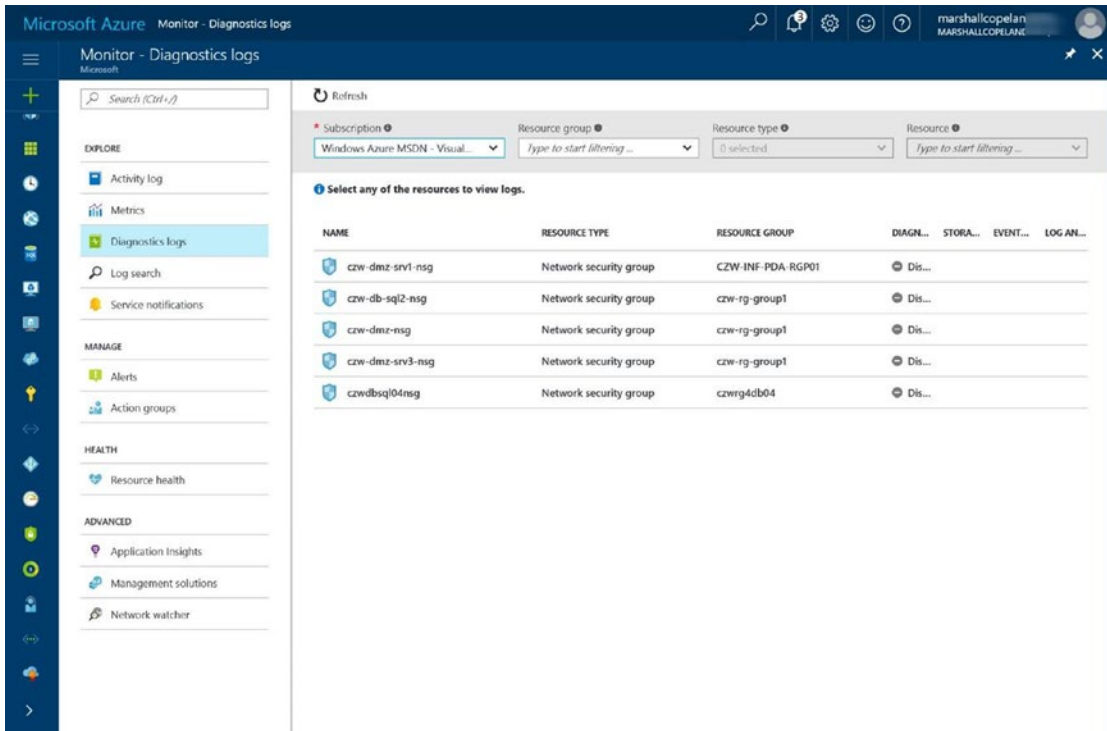 Microsoft Azure Monitor - Diagnostics logs
3
marshallcopelan
MARSHALLCOPELAND
Monitor - Diagnostics logs
Microsoft
Search (Ctrl+/)
EXPLORE
Activity log
Metrics
Diagnostics logs
Log search
Service notifications
MANAGE
Alerts
Action groups
HEALTH
Resource health
ADVANCED
Application Insights
Management solutions
Network watcher
Refresh
* Subscription Resource group Resource type Resource
Windows Azure MSDN - Visual... Type to start filtering ... 0 selected Type to start filtering ...
Select any of the resources to view logs.
NAME RESOURCE TYPE RESOURCE GROUP DIAGN... STORA... EVENT... LOG AN...
czw-dmz-srv1-nsg Network security group CZW-INF-PDA-RGP01 Dis...
czw-db-sql2-nsg Network security group czw-rg-group1 Dis...
czw-dmz-nsg Network security group czw-rg-group1 Dis...
czw-dmz-srv3-nsg Network security group czw-rg-group1 Dis...
czwdbsql04nsg Network security group czwrg4db04 Dis...